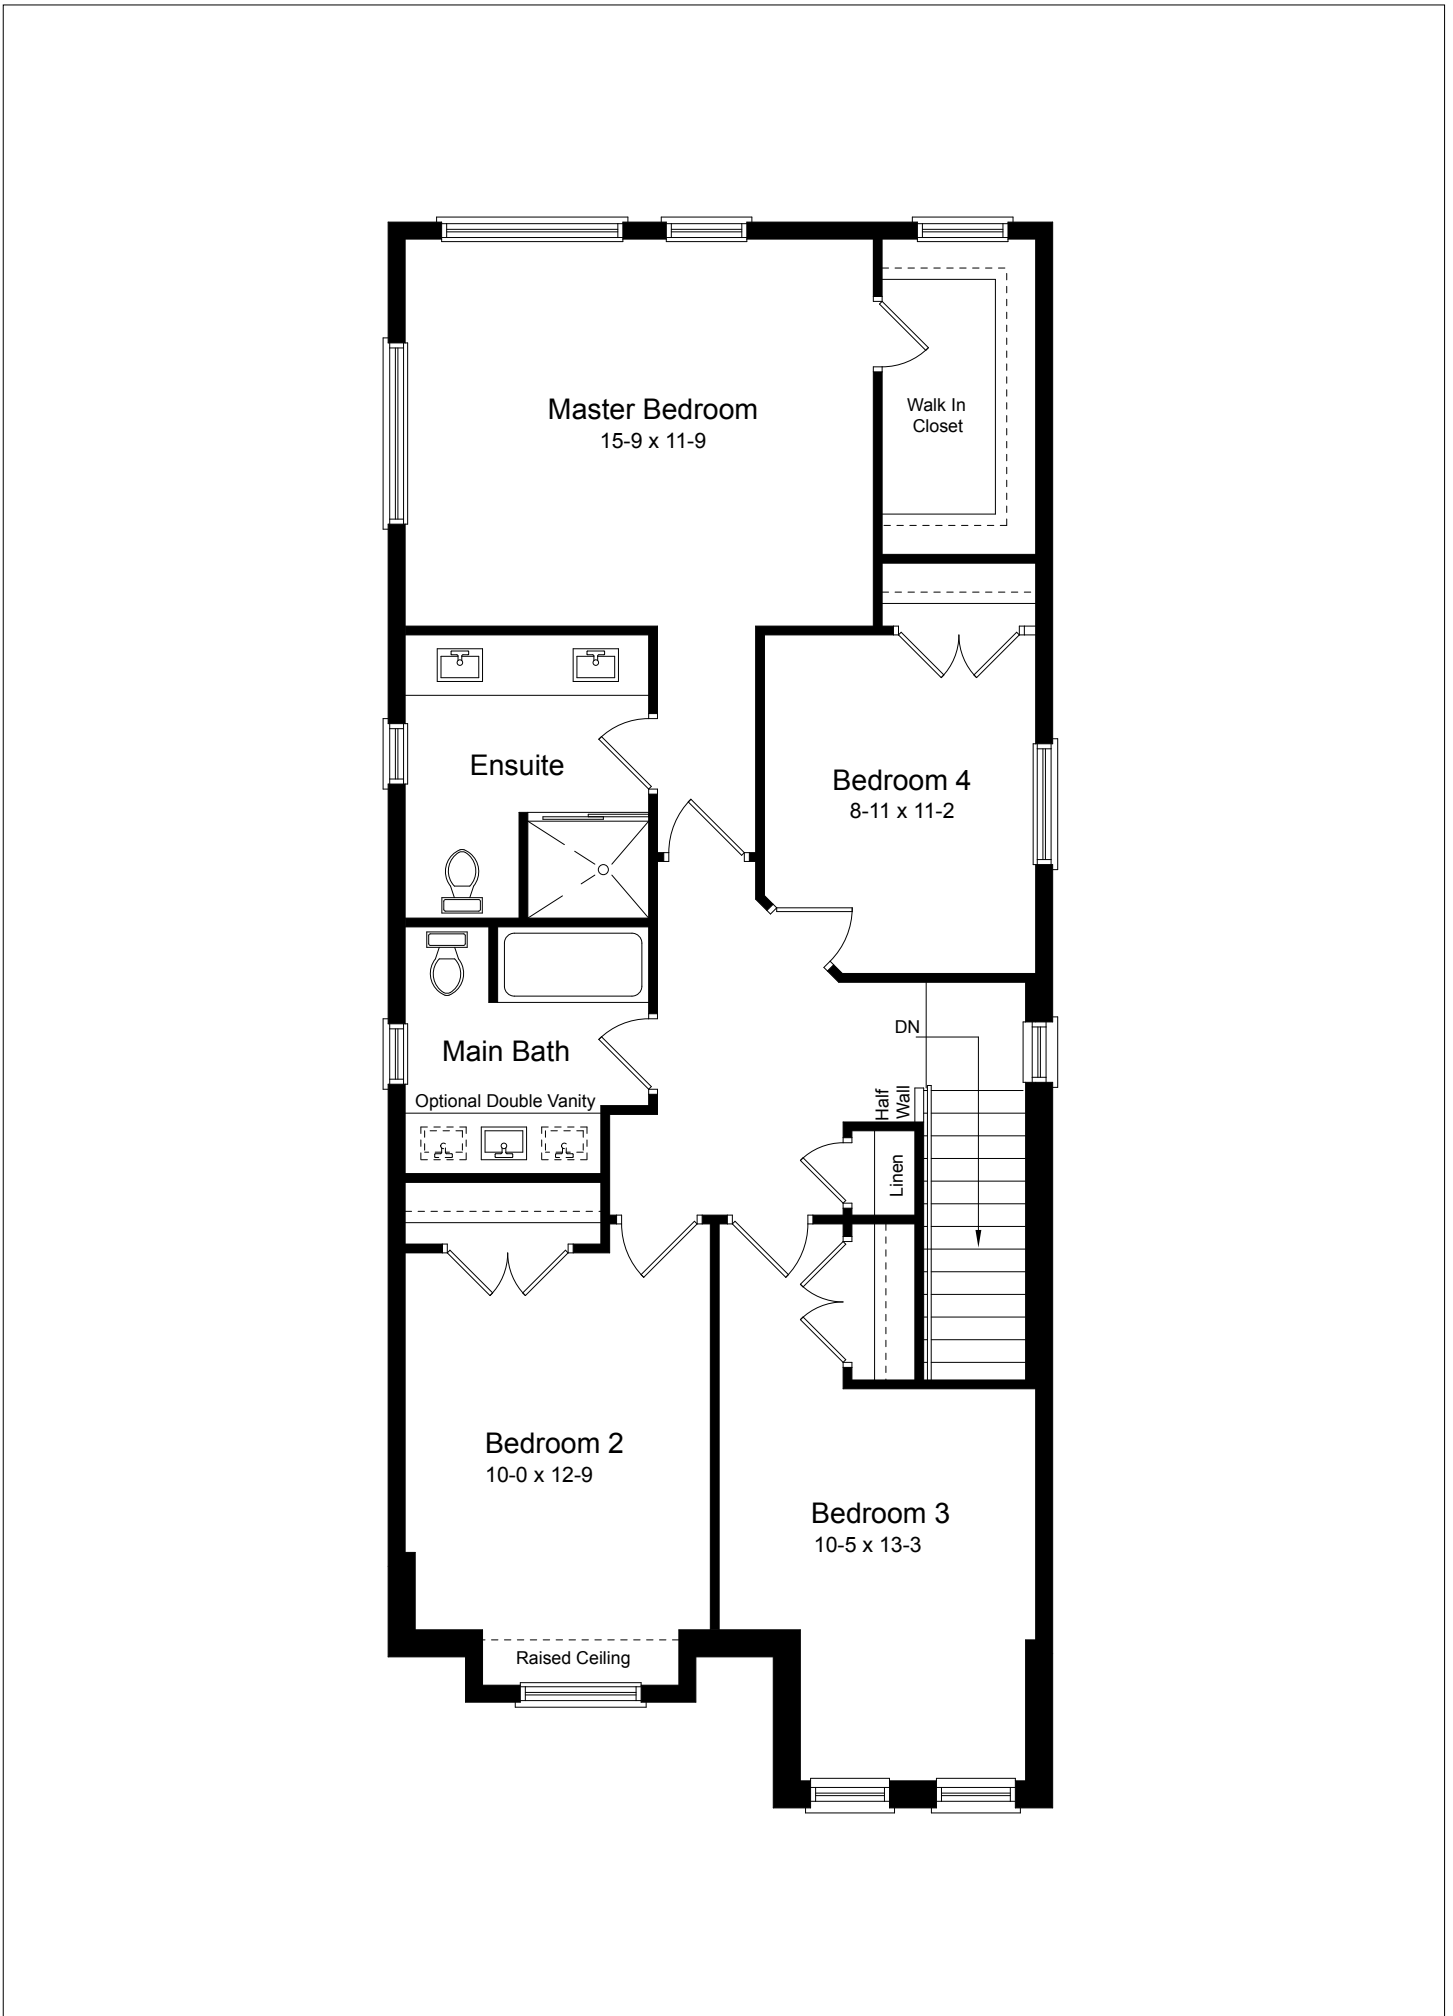 Master Bedroom
15-9 x 11-9
Walk In
Closet
Ensuite
Bedroom 4
8-11 x 11-2
DN
Main Bath
Half
Wall
Optional Double Vanity
Linen
Bedroom 2
10-0 x 12-9
Bedroom 3
10-5 x 13-3
Raised Ceiling